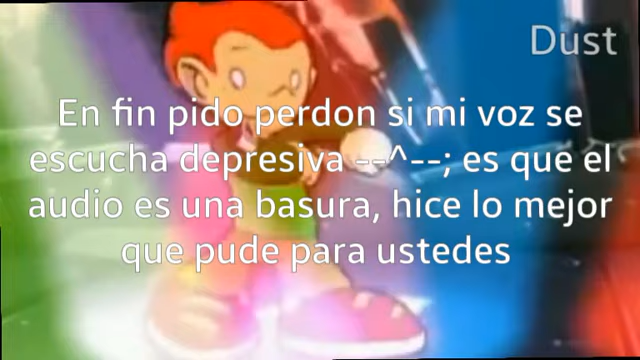 Dust
En fin pido perdon si mi voz se
escucha depresiva --^--; es que el
audio es una basura, hice lo mejor
que pude para ustedes